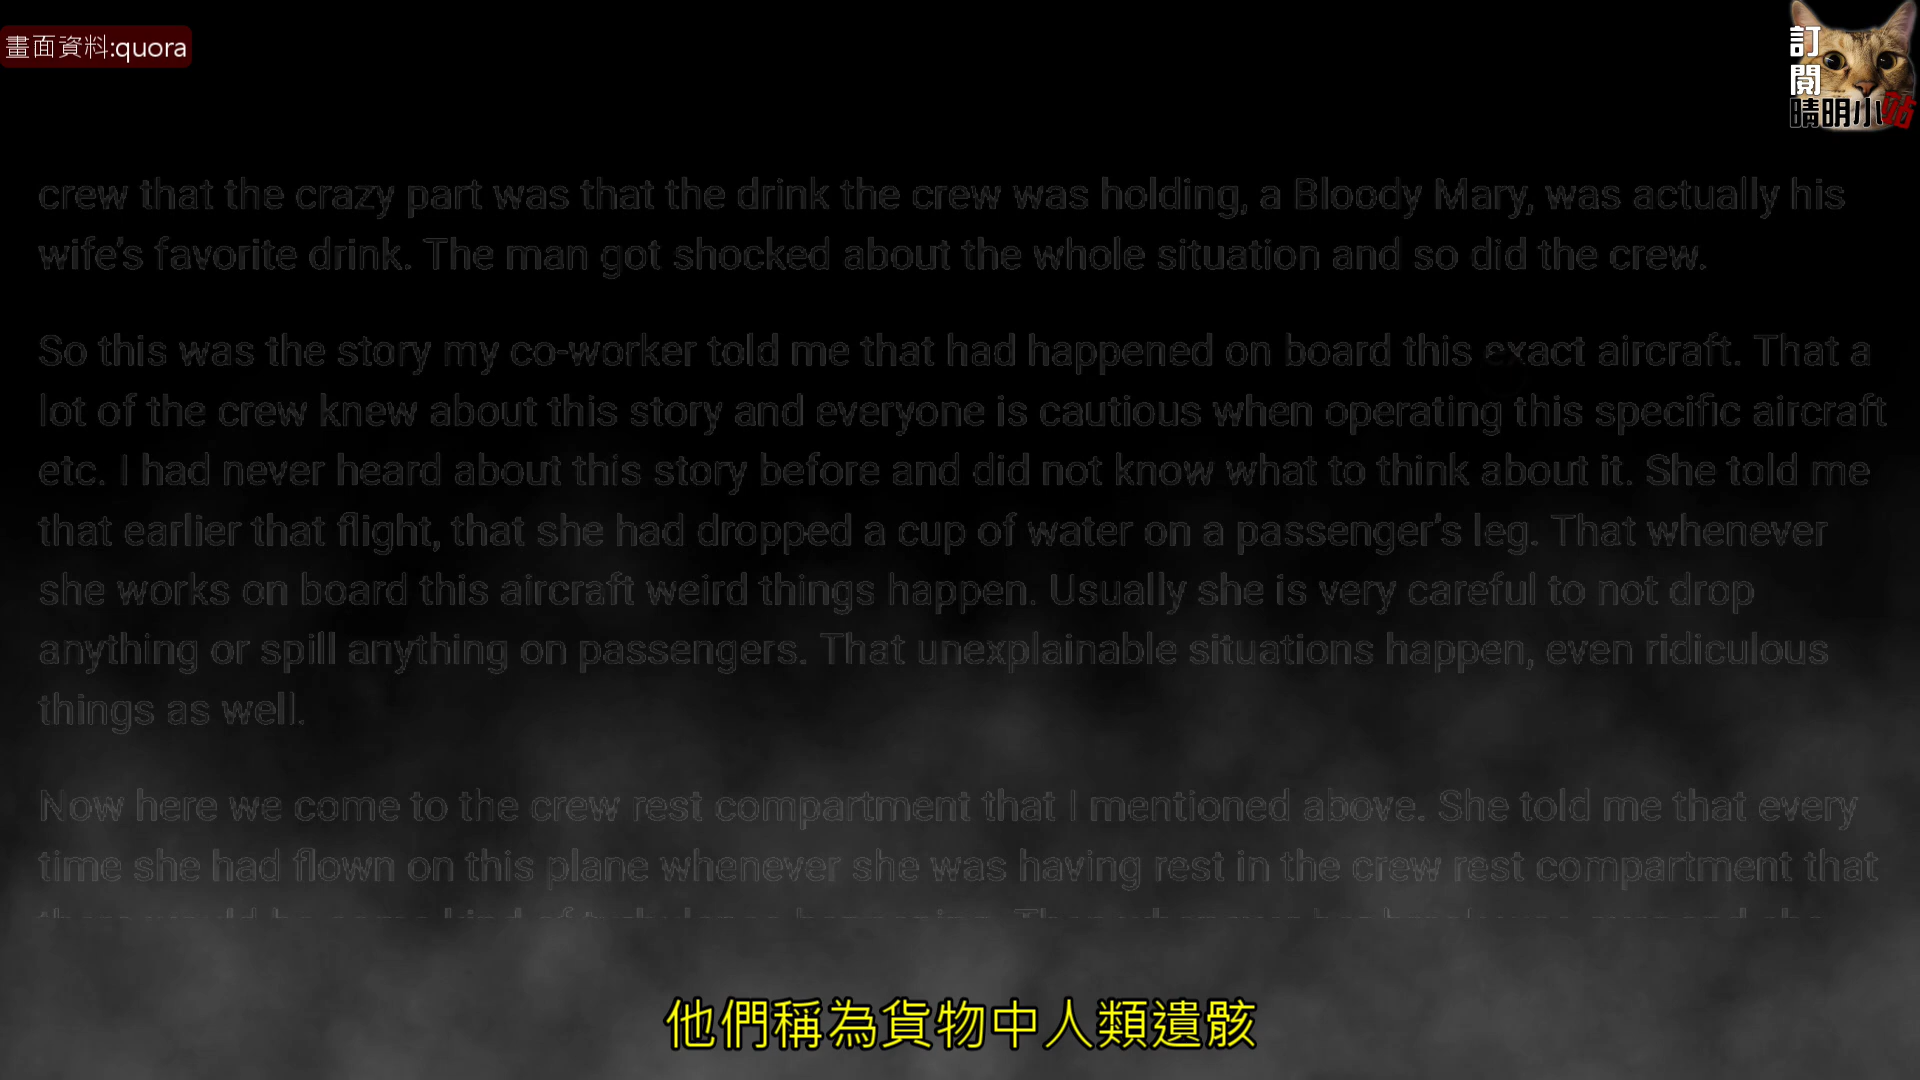 畫面資料:quora
訂
閱
晴明小站
crew that the crazy part was that the drink the crew was holding, a Bloody Mary, was actually his
wife's favorite drink. The man got shocked about the whole situation and so did the crew.
So this was the story my co-worker told me that had happened on board this exact aircraft. That a
lot of the crew knew about this story and everyone is cautious when operating this specific aircraft
etc. I had never heard about this story before and did not know what to think about it. She told me
that earlier that flight, that she had dropped a cup of water on a passenger's leg. That whenever
she works on board this aircraft weird things happen. Usually she is very careful to not drop
anything or spill anything on passengers. That unexplainable situations happen, even ridiculous
things as well.
Now here we come to the crew rest compartment that I mentioned above. She told me that every
time she had flown on this plane whenever she was having rest in the crew rest compartment that
他們稱為貨物中人類遺骸